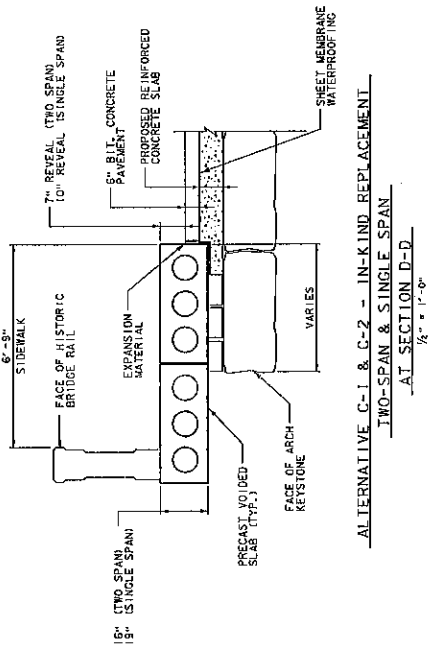 6'-9"
SIDEWALK
FACE OF HISTORIC
BRIDGE RAIL
7" REVEAL (TWO SPAN)
10" REVEAL (SINGLE SPAN)
6" BIT. CONCRETE
PAVEMENT
PROPOSED REINFORCED
CONCRETE SLAB
16" (TWO SPAN)
19" (SINGLE SPAN)
EXPANSION
MATERIAL
PRECAST VOIDED
SLAB (TYP.)
FACE OF ARCH
KEYSTONE
VARIES
SHEET MEMBRANE
WATERPROOFING
ALTERNATIVE C-1 & C-2 - IN-KIND REPLACEMENT
TWO-SPAN & SINGLE SPAN
AT SECTION D-D
½" = 1'-0"